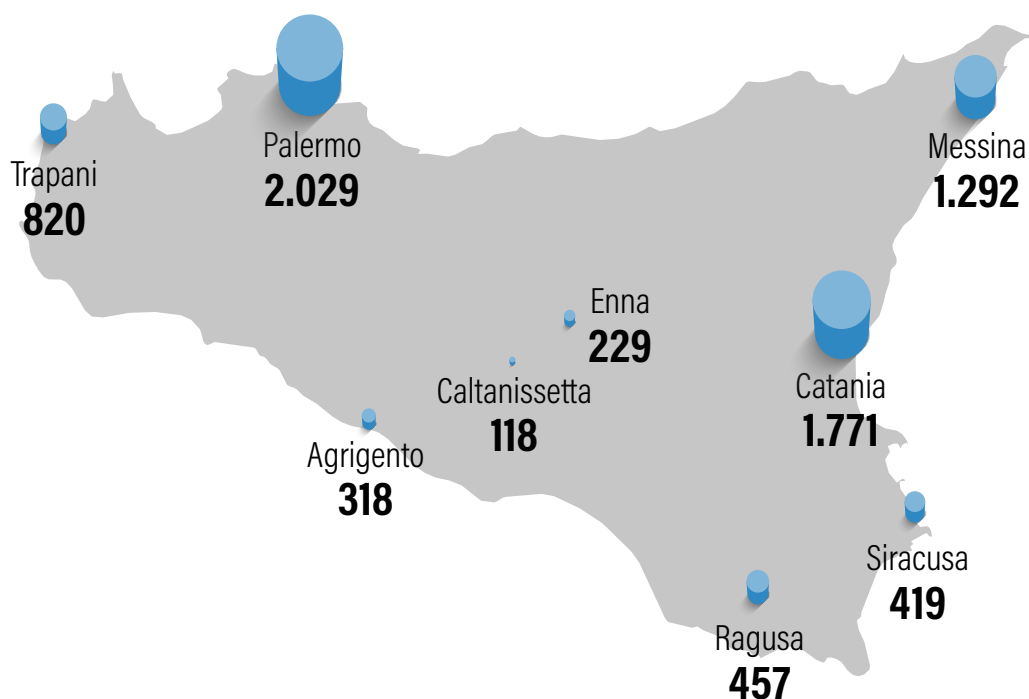 Palermo
2.029
Messina
1.292
Trapani
820
Enna
229
Caltanissetta
118
Catania
1.771
Agrigento
318
Siracusa
419
Ragusa
457